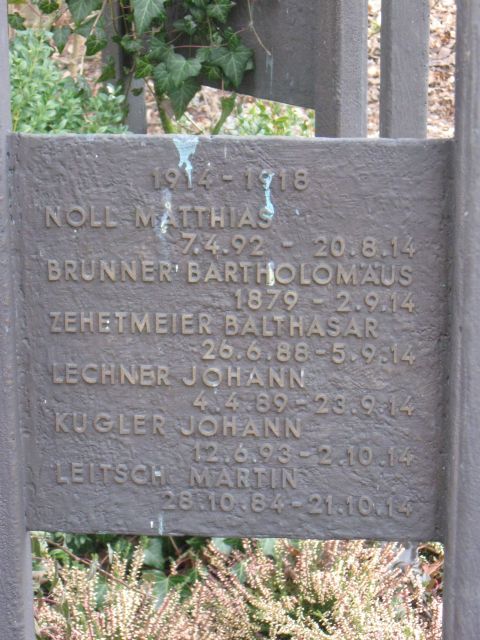 1914-1918
NOLL MATTHIAS
7.4.92 - 20.8.14
BRUNNER BARTHOLOMÄUS
1879 - 2.9.14
ZEHETMEIER BALTHASAR
26.6.88-5.9.14
LECHNER JOHANN
4.4.89-23.9.14
KUGLER JOHANN
12.6.93-2.10.14
LEITSCH MARTIN
28.10.84-21.10.14